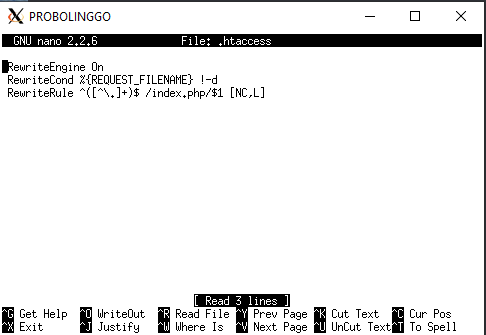 PROBOLINGGO
GNU nano 2.2.6 File: .htaccess
RewriteEngine On
RewriteCond %{REQUEST_FILENAME} !-d
RewriteRule ^([^\.]+)$ /index.php/$1 [NC,L]
[ Read 3 lines ]
^G Get Help ^O WriteOut ^R Read File ^Y Prev Page ^K Cut Text ^C Cur Pos
^X Exit ^J Justify ^W Where Is ^V Next Page ^U UnCut Text ^T To Spell